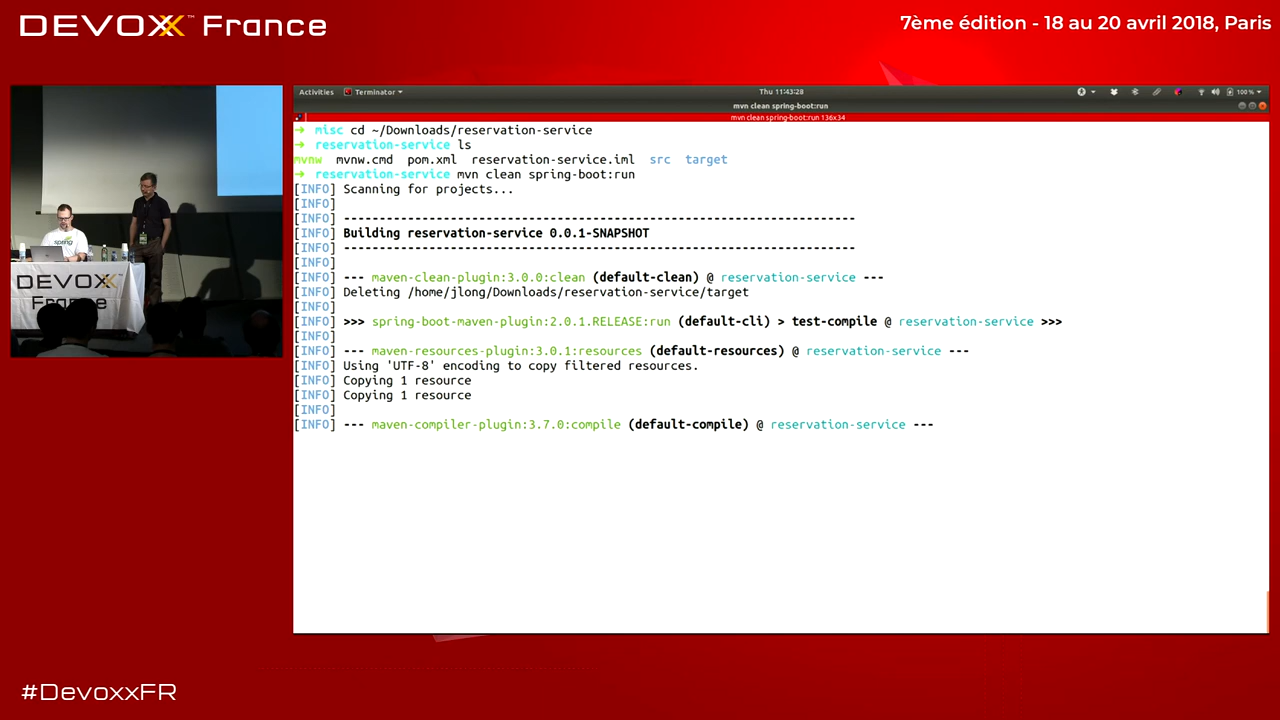 DEVOXX™ France
7ème édition - 18 au 20 avril 2018, Paris
Activities Terminator Thu 11:43:28 100%
mvn clean spring-boot:run
mvn clean spring-boot:run 136x34
➜ misc cd ~/Downloads/reservation-service
➜ reservation-service ls
mvnw mvnw.cmd pom.xml reservation-service.iml src target
➜ reservation-service mvn clean spring-boot:run
[INFO] Scanning for projects...
[INFO]
[INFO] ------------------------------------------------------------------------
[INFO] Building reservation-service 0.0.1-SNAPSHOT
[INFO] ------------------------------------------------------------------------
[INFO]
[INFO] --- maven-clean-plugin:3.0.0:clean (default-clean) @ reservation-service ---
[INFO] Deleting /home/jlong/Downloads/reservation-service/target
[INFO]
[INFO] >>> spring-boot-maven-plugin:2.0.1.RELEASE:run (default-cli) > test-compile @ reservation-service >>>
[INFO]
[INFO] --- maven-resources-plugin:3.0.1:resources (default-resources) @ reservation-service ---
[INFO] Using 'UTF-8' encoding to copy filtered resources.
[INFO] Copying 1 resource
[INFO] Copying 1 resource
[INFO]
[INFO] --- maven-compiler-plugin:3.7.0:compile (default-compile) @ reservation-service ---
spring
DEVOXX
France
#DevoxxFR